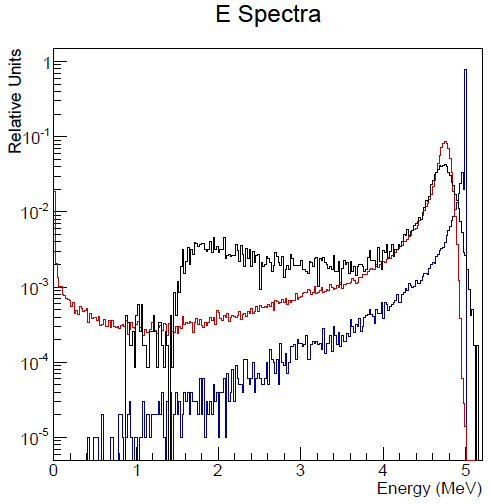 E Spectra
Relative Units
1
10⁻¹
10⁻²
10⁻³
10⁻⁴
10⁻⁵
0 1 2 3 4 5
Energy (MeV)